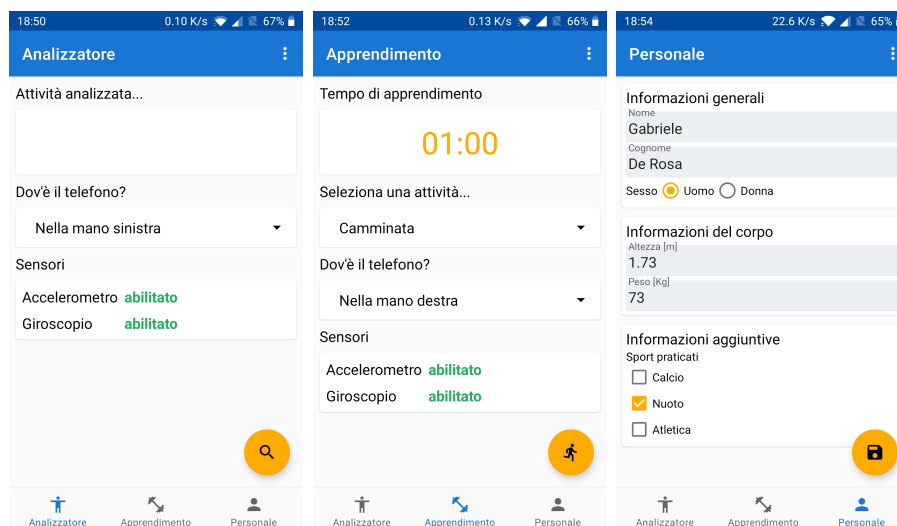 18:50 0.10 K/s 67%
Analizzatore
Attività analizzata...
Dov'è il telefono?
Nella mano sinistra
Sensori
Accelerometro abilitato
Giroscopio abilitato
Analizzatore Apprendimento Personale
18:52 0.13 K/s 66%
Apprendimento
Tempo di apprendimento
01:00
Seleziona una attività...
Camminata
Dov'è il telefono?
Nella mano destra
Sensori
Accelerometro abilitato
Giroscopio abilitato
Analizzatore Apprendimento Personale
18:54 22.6 K/s 65%
Personale
Informazioni generali
Nome
Gabriele
Cognome
De Rosa
Sesso Uomo Donna
Informazioni del corpo
Altezza [m]
1.73
Peso [Kg]
73
Informazioni aggiuntive
Sport praticati
Calcio
Nuoto
Atletica
Analizzatore Apprendimento Personale